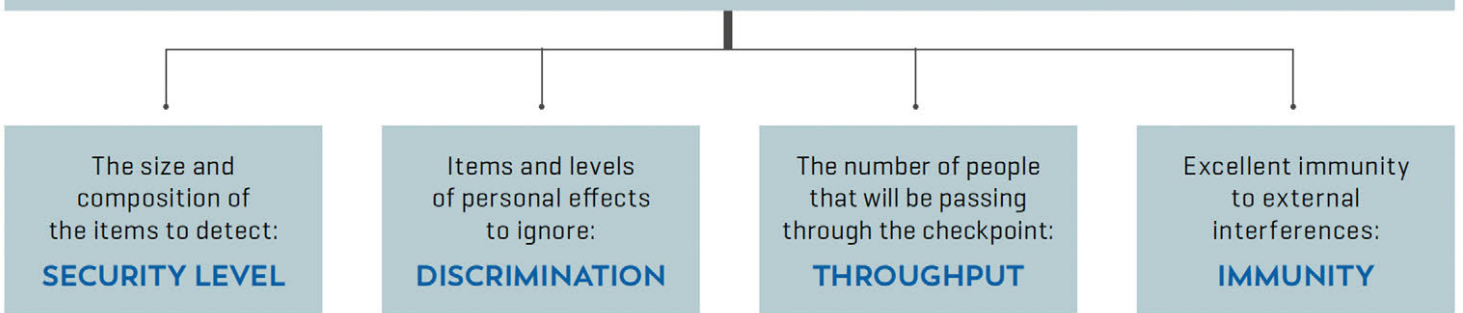 The size and
composition of
the items to detect:
SECURITY LEVEL
Items and levels
of personal effects
to ignore:
DISCRIMINATION
The number of people
that will be passing
through the checkpoint:
THROUGHPUT
Excellent immunity
to external
interferences:
IMMUNITY